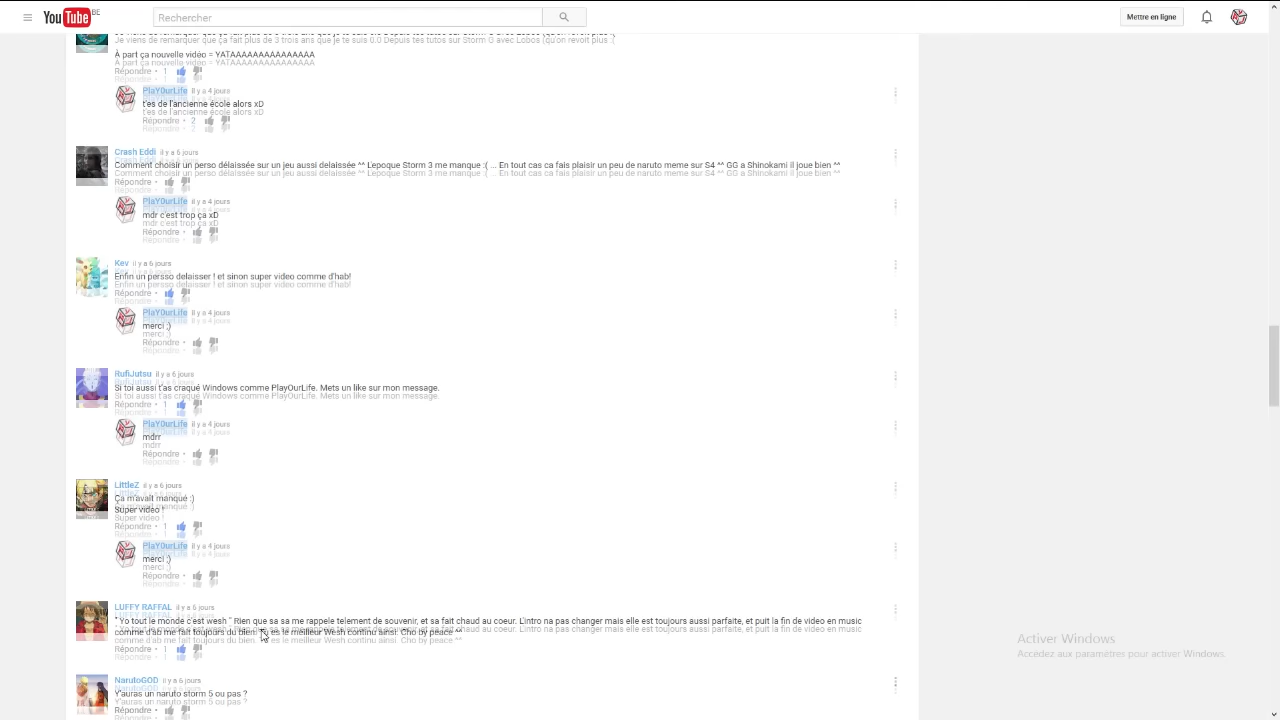 YouTube BE
Rechercher
Mettre en ligne
À part ça nouvelle vidéo = YATAAAAAAAAAAAAAAA
Répondre • 1
PlaY0urLife il y a 4 jours
t'es de l'ancienne école alors xD
Répondre • 2
Crash Eddi il y a 6 jours
Comment choisir un perso délaissée sur un jeu aussi delaissée ^^ L'epoque Storm 3 me manque :( ... En tout cas ca fais plaisir un peu de naruto meme sur S4 ^^ GG a Shinokami il joue bien ^^
Répondre •
PlaY0urLife il y a 4 jours
mdr c'est trop ça xD
Répondre •
Kev il y a 6 jours
Enfin un persso delaisser ! et sinon super video comme d'hab!
Répondre •
PlaY0urLife il y a 4 jours
merci ;)
Répondre •
RufiJutsu il y a 6 jours
Si toi aussi t'as craqué Windows comme PlayOurLife. Mets un like sur mon message.
Répondre • 1
PlaY0urLife il y a 4 jours
mdrr
Répondre •
LittleZ il y a 6 jours
Ça m'avait manqué :)
Super video !
Répondre • 1
PlaY0urLife il y a 4 jours
merci ;)
Répondre •
LUFFY RAFFAL il y a 6 jours
" Yo tout le monde c'est wesh " Rien que sa sa me rappele telement de souvenir, et sa fait chaud au coeur. L'intro na pas changer mais elle est toujours aussi parfaite, et puit la fin de video en music
comme d'ab me fait toujours du bien. Tu es le meilleur Wesh continu ainsi. Cho by peace ^^
Répondre • 1
NarutoGOD il y a 6 jours
Y'auras un naruto storm 5 ou pas ?
Répondre •
Activer Windows
Accédez aux paramètres pour activer Windows.